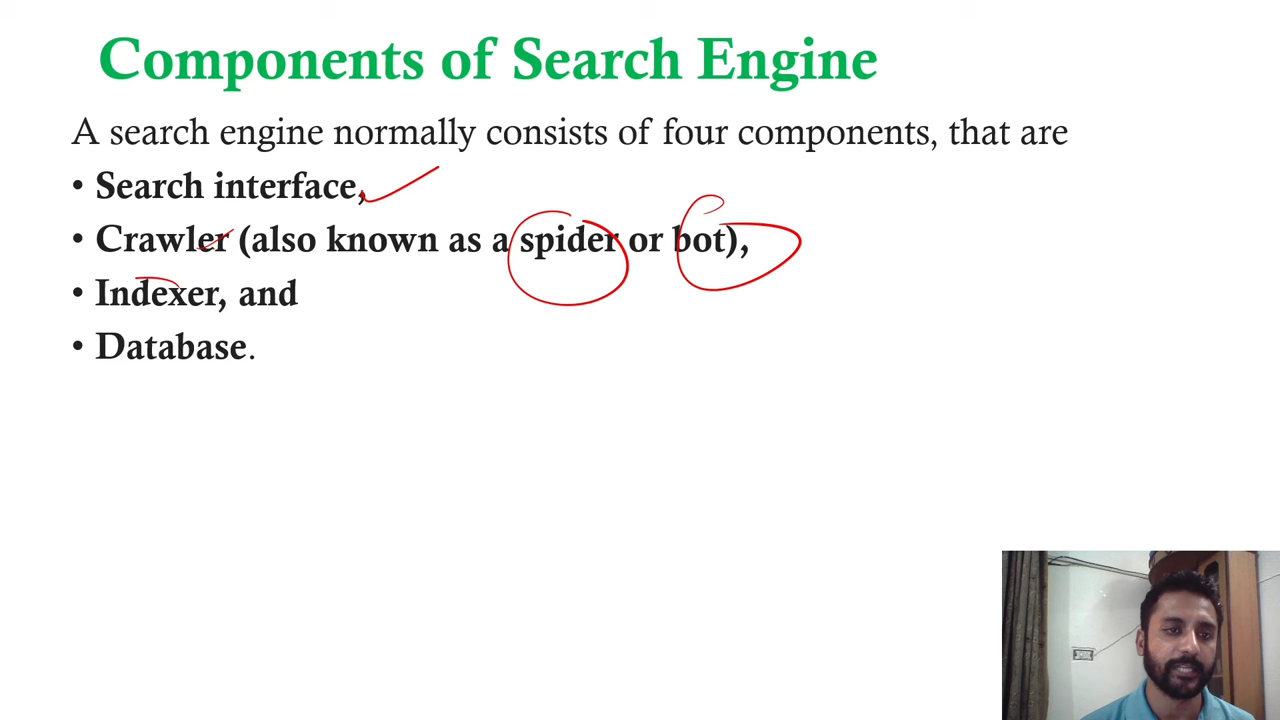 Components of Search Engine
A search engine normally consists of four components, that are
• Search interface,
• Crawler (also known as a spider or bot),
• Indexer, and
• Database.